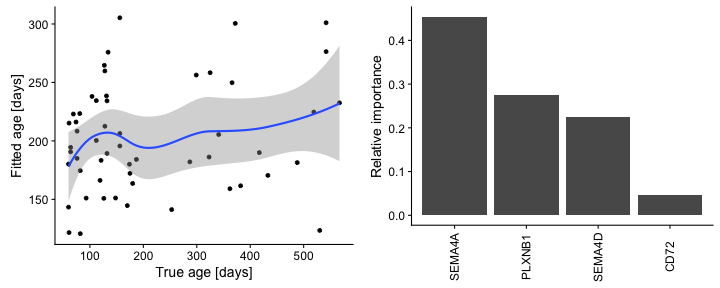 Fitted age [days]
300
250
200
150
100
200
300
400
500
True age [days]
Relative importance
0.4
0.3
0.2
0.1
0.0
SEMA4A
PLXNB1
SEMA4D
CD72